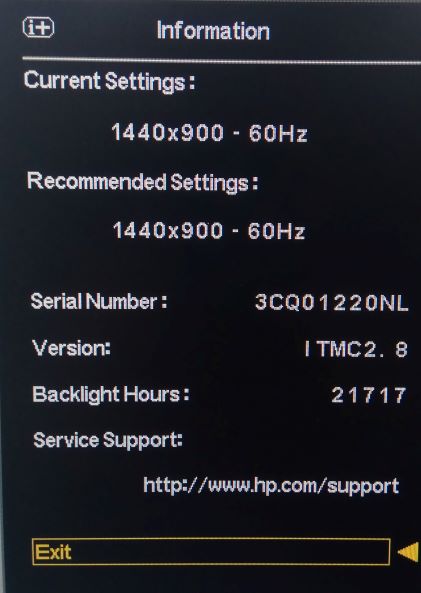 i+ Information
Current Settings:
1440x900 - 60Hz
Recommended Settings:
1440x900 - 60Hz
Serial Number: 3CQ01220NL
Version: ITMC2. 8
Backlight Hours: 21717
Service Support:
http://www.hp.com/support
Exit